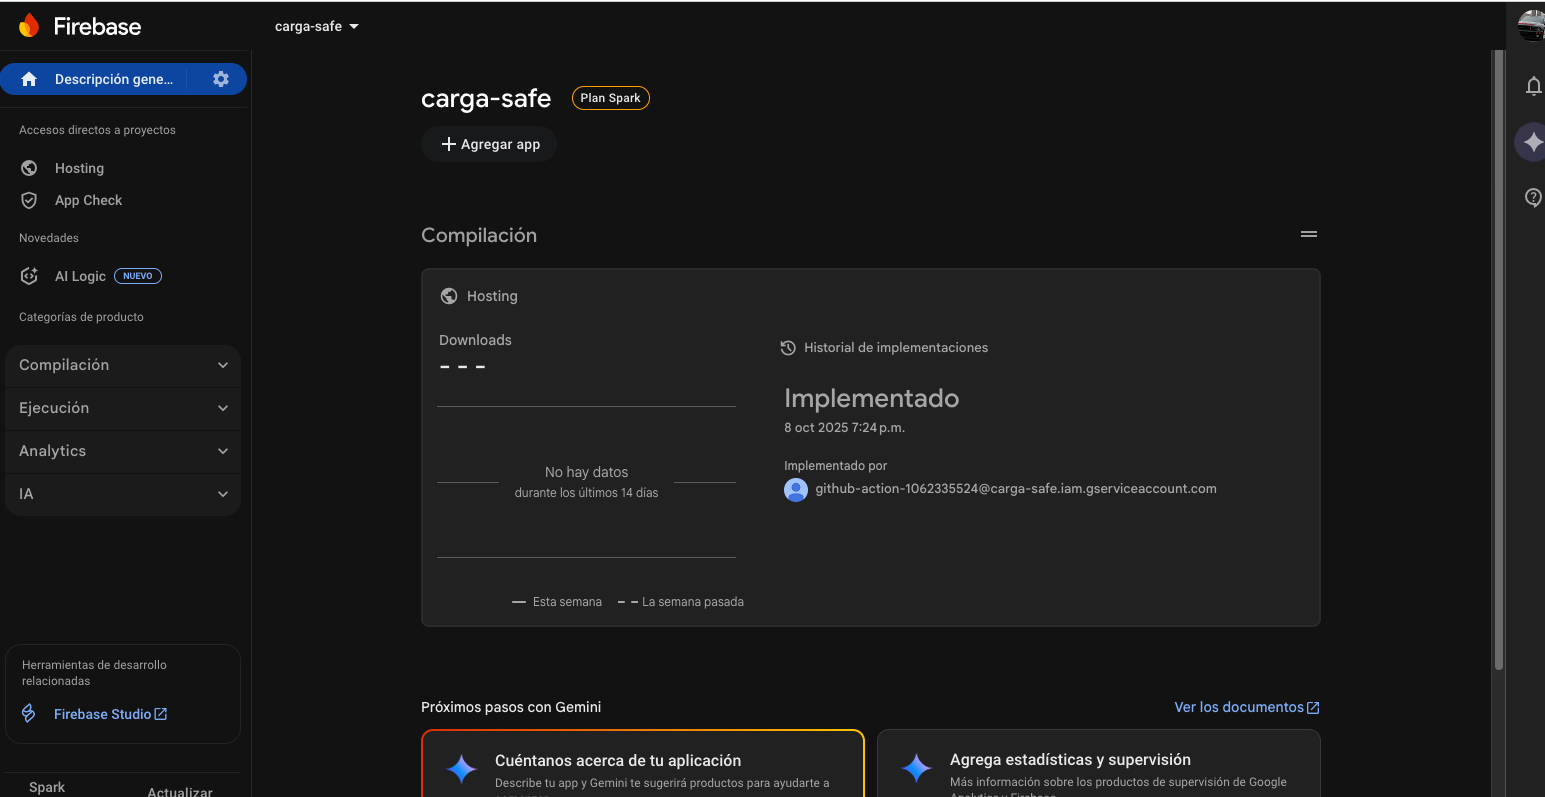 Firebase
carga-safe
Descripción gene...
Accesos directos a proyectos
Hosting
App Check
Novedades
AI Logic NUEVO
Categorías de producto
Compilación
Ejecución
Analytics
IA
Herramientas de desarrollo
relacionadas
Firebase Studio
Spark
Actualizar
carga-safe Plan Spark
Agregar app
Compilación
Hosting
Downloads
- - -
No hay datos
durante los últimos 14 días
Esta semana La semana pasada
Historial de implementaciones
Implementado
8 oct 2025 7:24 p.m.
Implementado por
github-action-1062335524@carga-safe.iam.gserviceaccount.com
Próximos pasos con Gemini
Ver los documentos
Cuéntanos acerca de tu aplicación
Describe tu app y Gemini te sugerirá productos para ayudarte a
Agrega estadísticas y supervisión
Más información sobre los productos de supervisión de Google
Analytics y Firebase